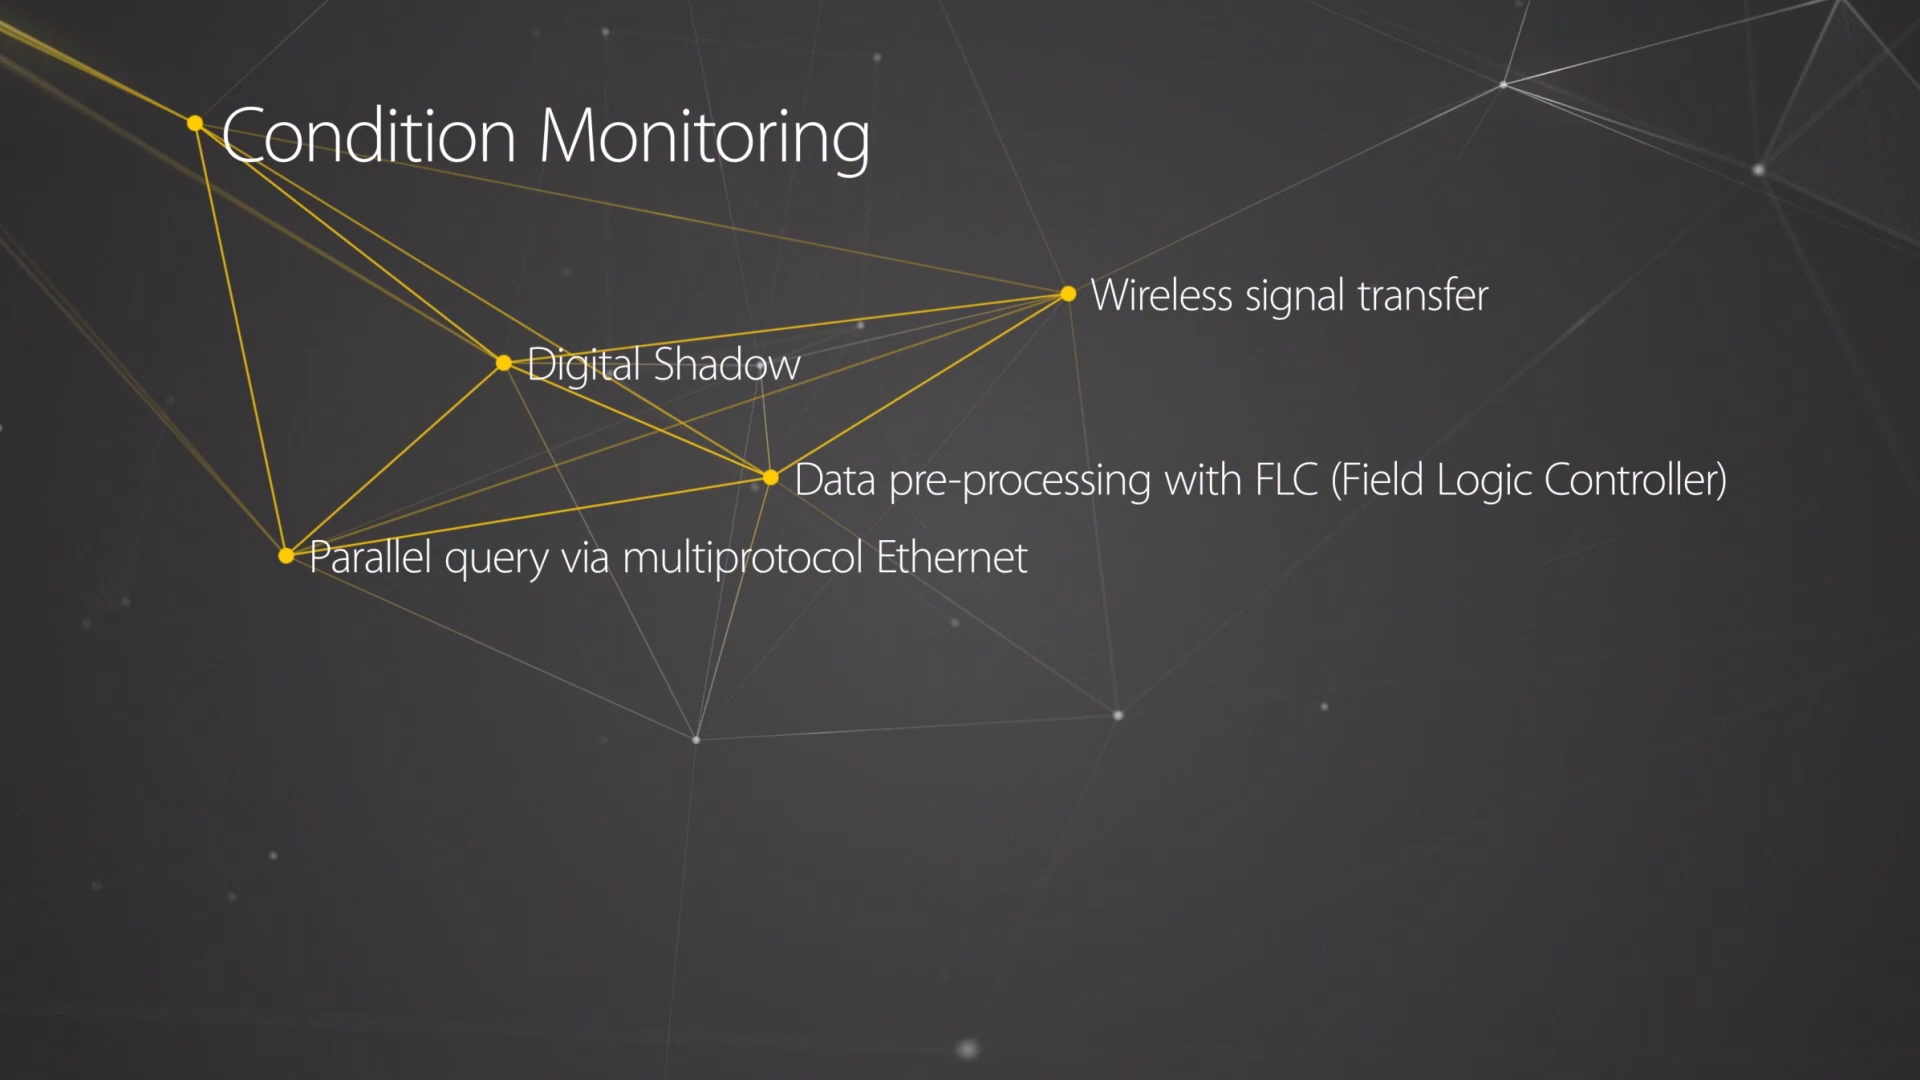 Condition Monitoring
Wireless signal transfer
Digital Shadow
Data pre-processing with FLC (Field Logic Controller)
Parallel query via multiprotocol Ethernet